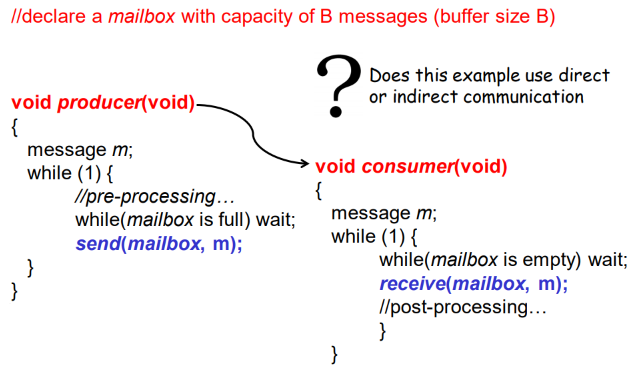 //declare a mailbox with capacity of B messages (buffer size B)
?
Does this example use direct
or indirect communication
void producer(void)
{
message m;
while (1) {
//pre-processing…
while(mailbox is full) wait;
send(mailbox, m);
}
}
void consumer(void)
{
message m;
while (1) {
while(mailbox is empty) wait;
receive(mailbox, m);
//post-processing…
}
}